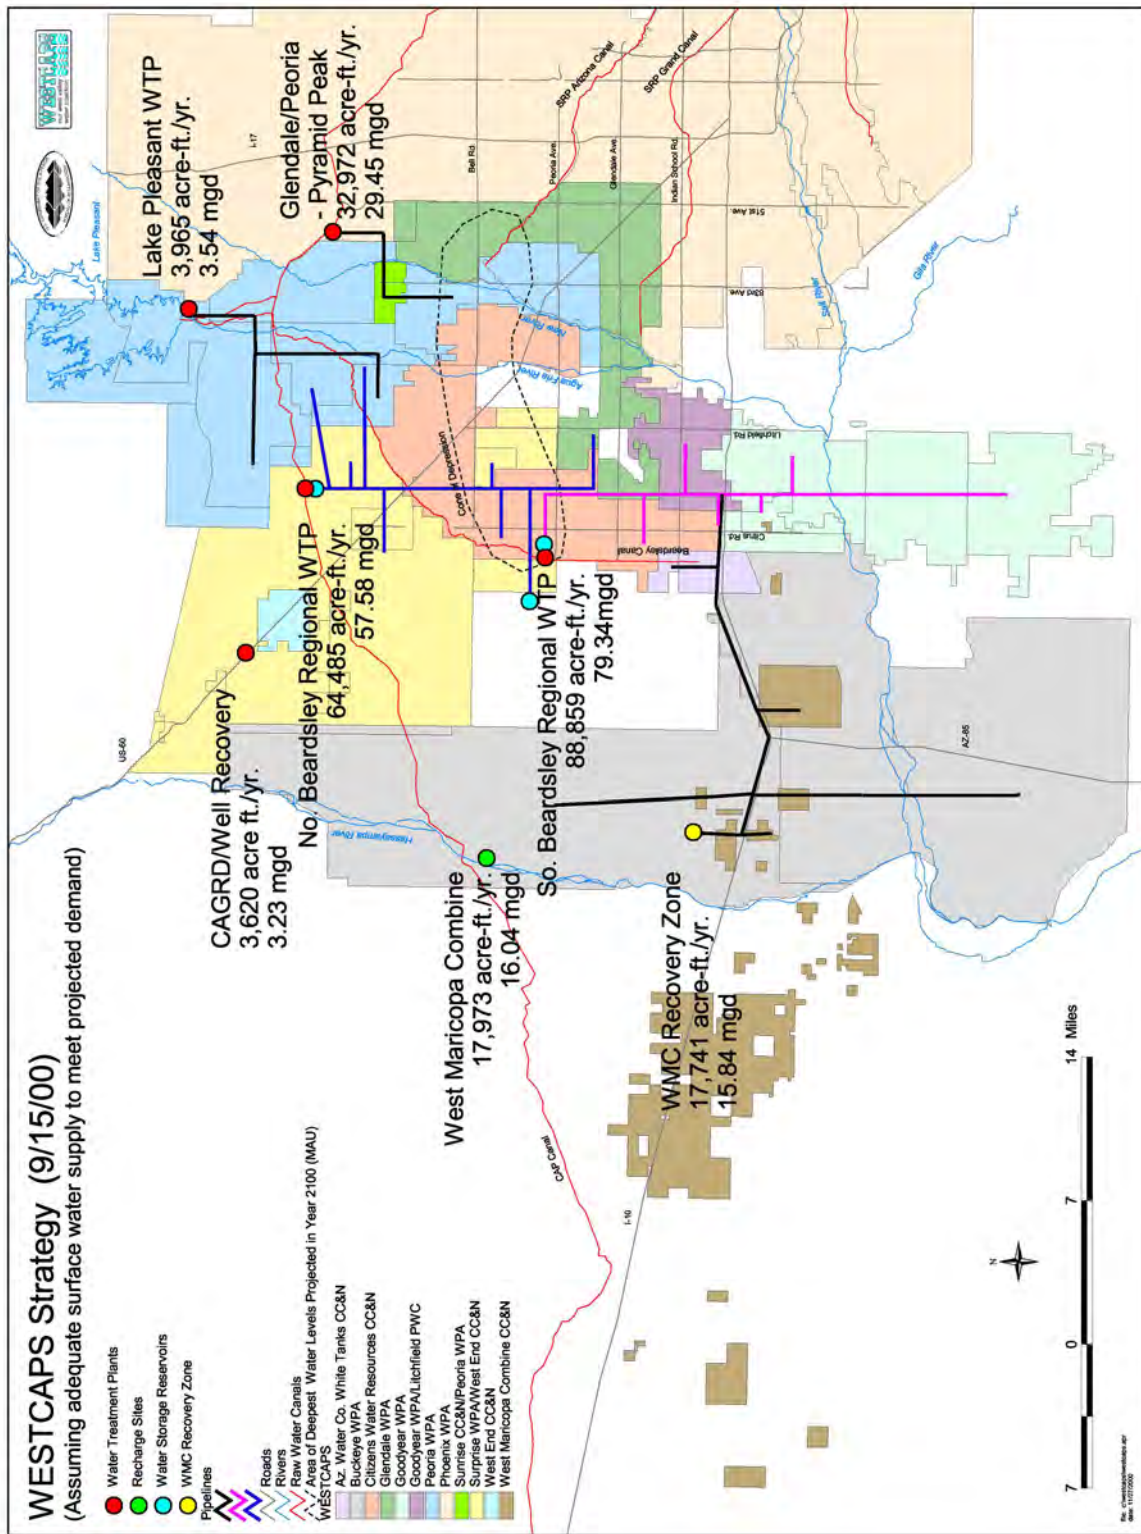 WESTCAPS Strategy (9/15/00)
(Assuming adequate surface water supply to meet projected demand)
Water Treatment Plants
Recharge Sites
Water Storage Reservoirs
WMC Recovery Zone
Pipelines
Roads
Rivers
Raw Water Canals
Area of Deepest Water Levels Projected in Year 2100 (MAU)
WESTCAPS
Az. Water Co. White Tanks CC&N
Buckeye WPA
Citizens Water Resources CC&N
Glendale WPA
Goodyear WPA
Goodyear WPA/Litchfield PWC
Peoria WPA
Phoenix WPA
Sunrise CC&N/Peoria WPA
Surprise WPA/West End CC&N
West End CC&N
West Maricopa Combine CC&N
WESTCAPS
Lake Pleasant WTP
3,965 acre-ft./yr.
3.54 mgd
Glendale/Peoria
- Pyramid Peak
32,972 acre-ft./yr.
29.45 mgd
CAGRD/Well Recovery
3,620 acre ft./yr.
3.23 mgd
No. Beardsley Regional WTP
64,485 acre-ft./yr.
57.58 mgd
West Maricopa Combine
17,973 acre-ft./yr.
16.04 mgd
So. Beardsley Regional WTP
88,859 acre-ft./yr.
79.34mgd
WMC Recovery Zone
17,741 acre-ft./yr.
15.84 mgd
Lake Pleasant
I-17
US-60
Hassayampa River
CAP Canal
I-10
AZ-85
Cone of Depression
Beardsley Canal
Citrus Rd.
Litchfield Rd.
Agua Fria River
New River
83rd Ave.
51st Ave.
Bell Rd.
Peoria Ave.
Glendale Ave.
Indian School Rd.
SRP Arizona Canal
SRP Grand Canal
Salt River
Gila River
N
7
0
7
14 Miles